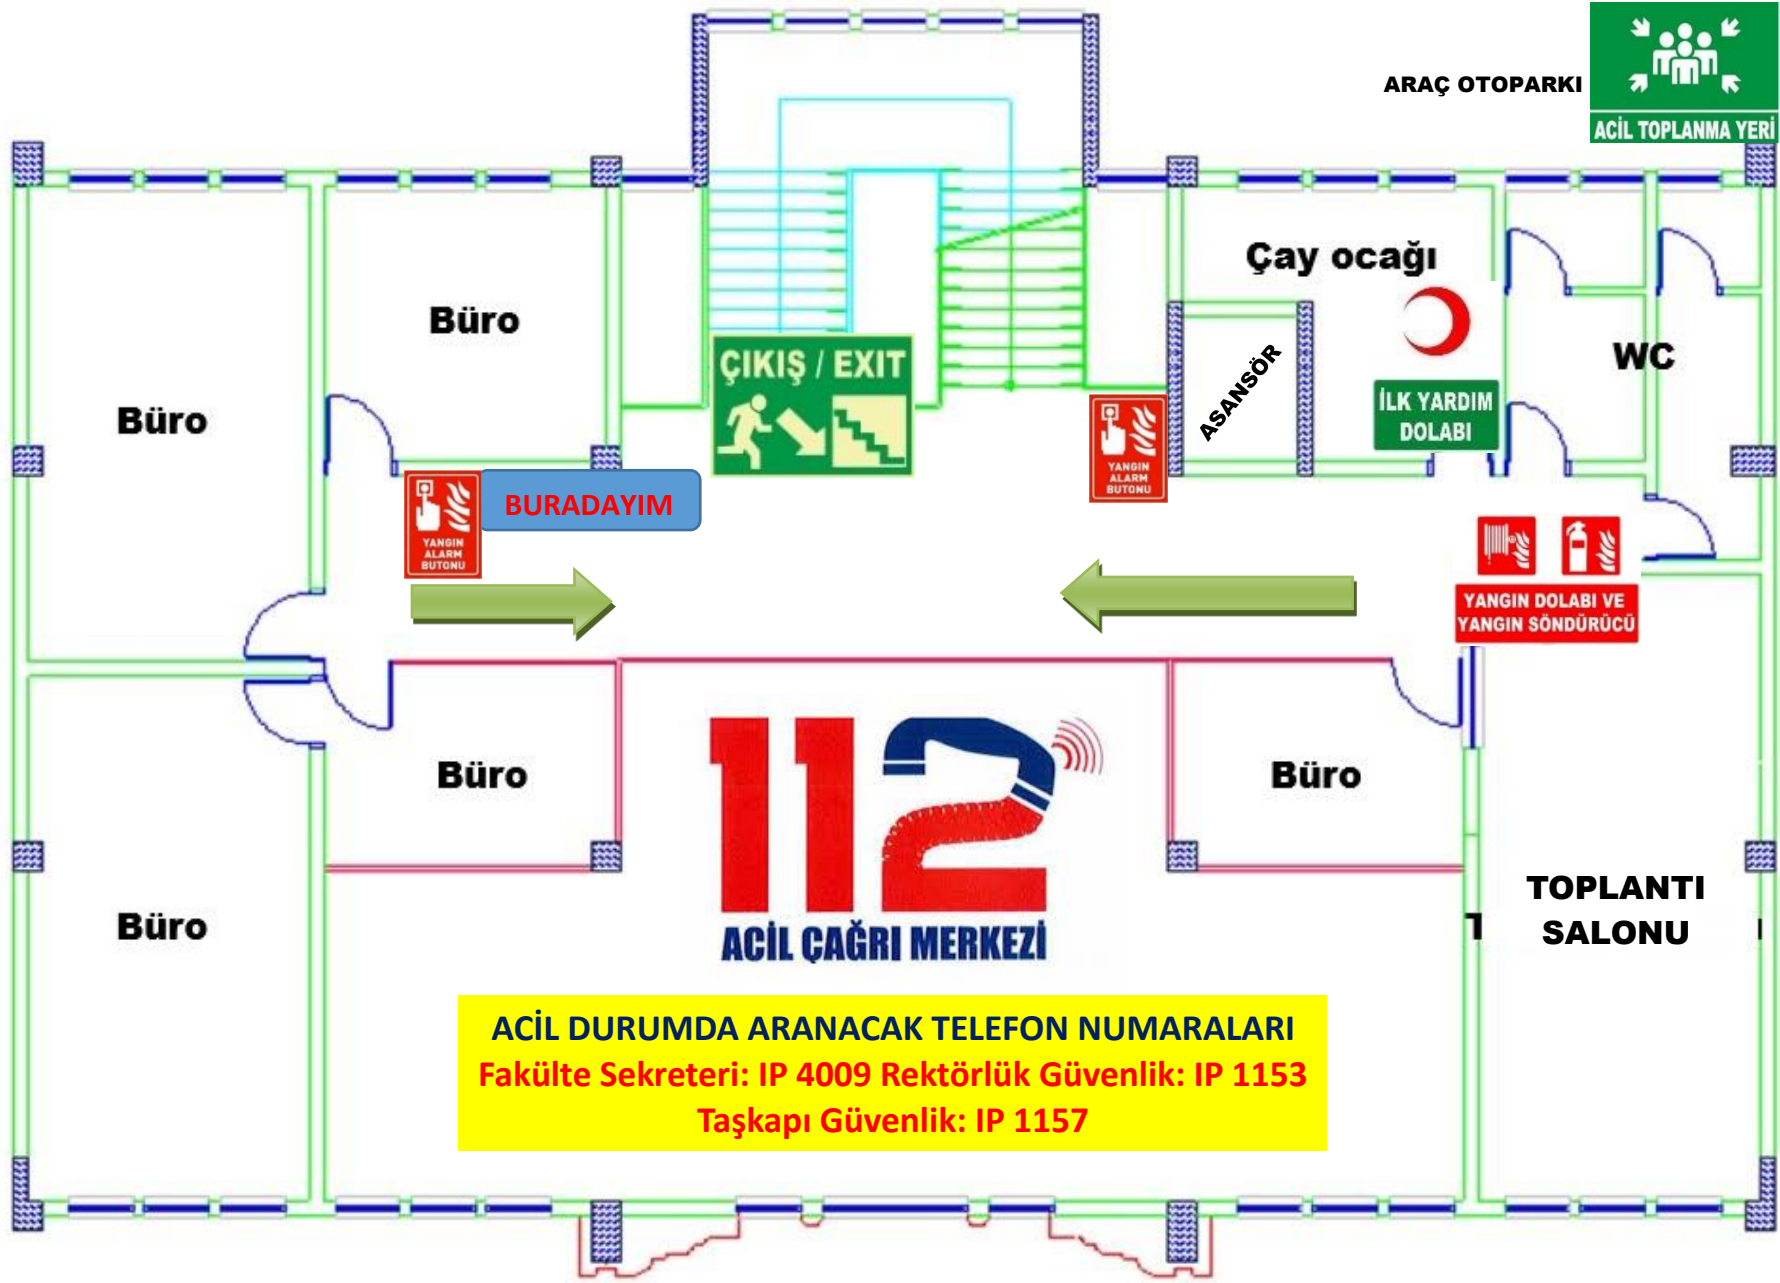 ARAÇ OTOPARKI
ACİL TOPLANMA YERİ
Çay ocağı
Büro
ÇIKIŞ / EXIT
ASANSÖR
WC
Büro
İLK YARDIM
DOLABI
YANGIN
ALARM
BUTONU
BURADAYIM
YANGIN
ALARM
BUTONU
YANGIN DOLABI VE
YANGIN SÖNDÜRÜCÜ
Büro
112
Büro
TOPLANTI
SALONU
Büro
ACİL ÇAĞRI MERKEZİ
ACİL DURUMDA ARANACAK TELEFON NUMARALARI
Fakülte Sekreteri: IP 4009 Rektörlük Güvenlik: IP 1153
Taşkapı Güvenlik: IP 1157